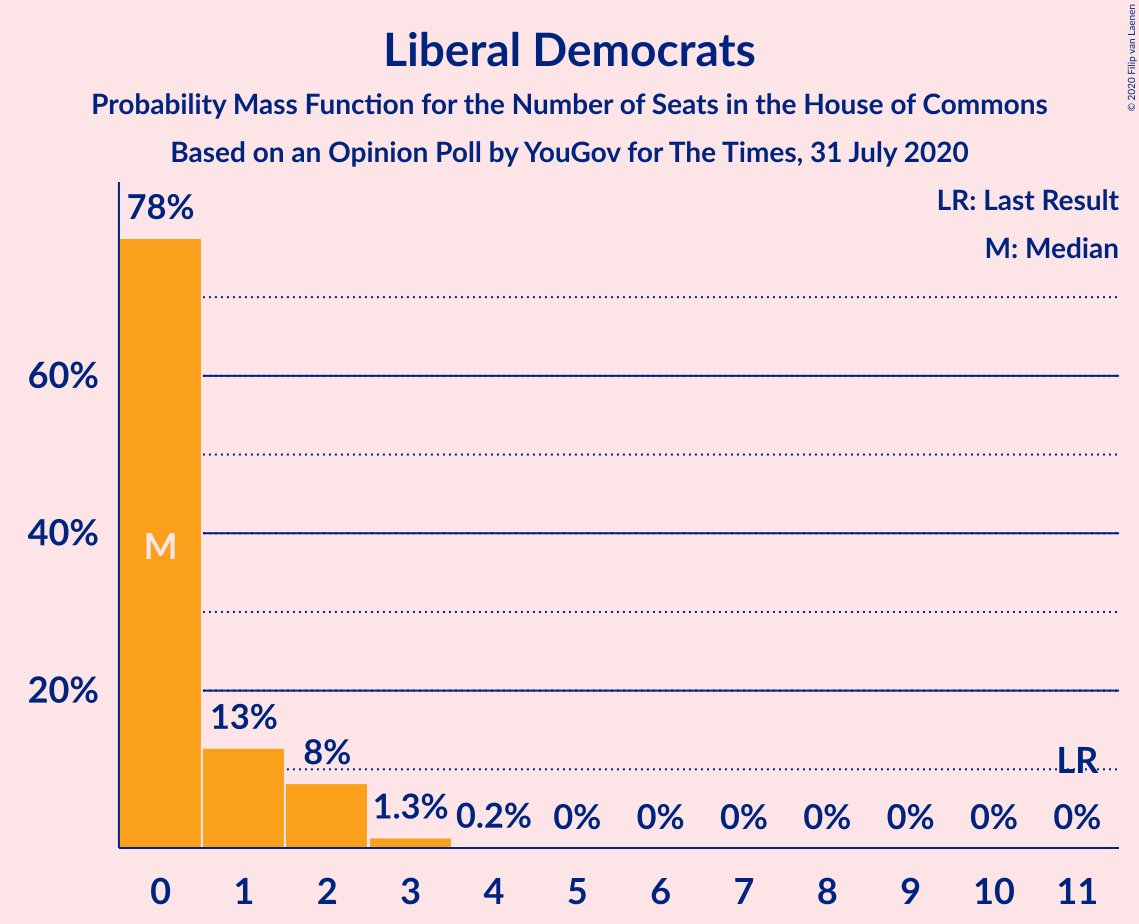 Liberal Democrats
Probability Mass Function for the Number of Seats in the House of Commons
Based on an Opinion Poll by YouGov for The Times, 31 July 2020
© 2020 Filip van Laenen
LR: Last Result
M: Median
78%
60%
40%
20%
M
13%
8%
1.3%
0.2%
0%
0%
0%
0%
0%
0%
LR
0%
0 1 2 3 4 5 6 7 8 9 10 11